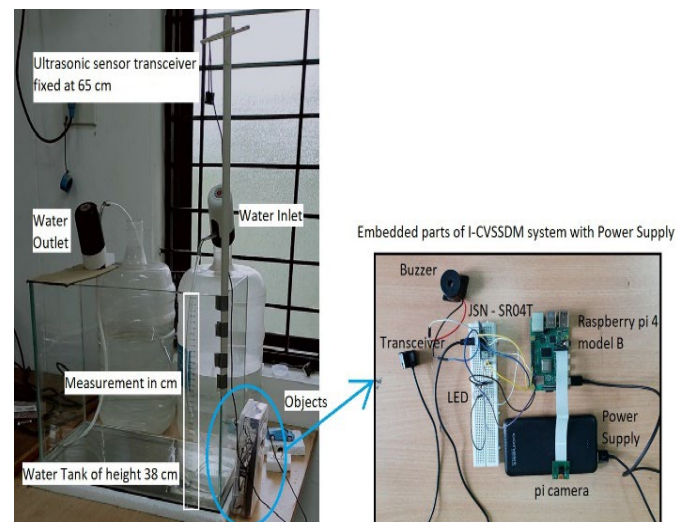 Ultrasonic sensor transceiver
fixed at 65 cm
Water
Outlet
Water Inlet
Measurement in cm
Objects
Water Tank of height 38 cm
Embedded parts of I-CVSSDM system with Power Supply
Buzzer
JSN - SR04T
Raspberry pi 4
model B
Transceiver
LED
Power
Supply
pi camera